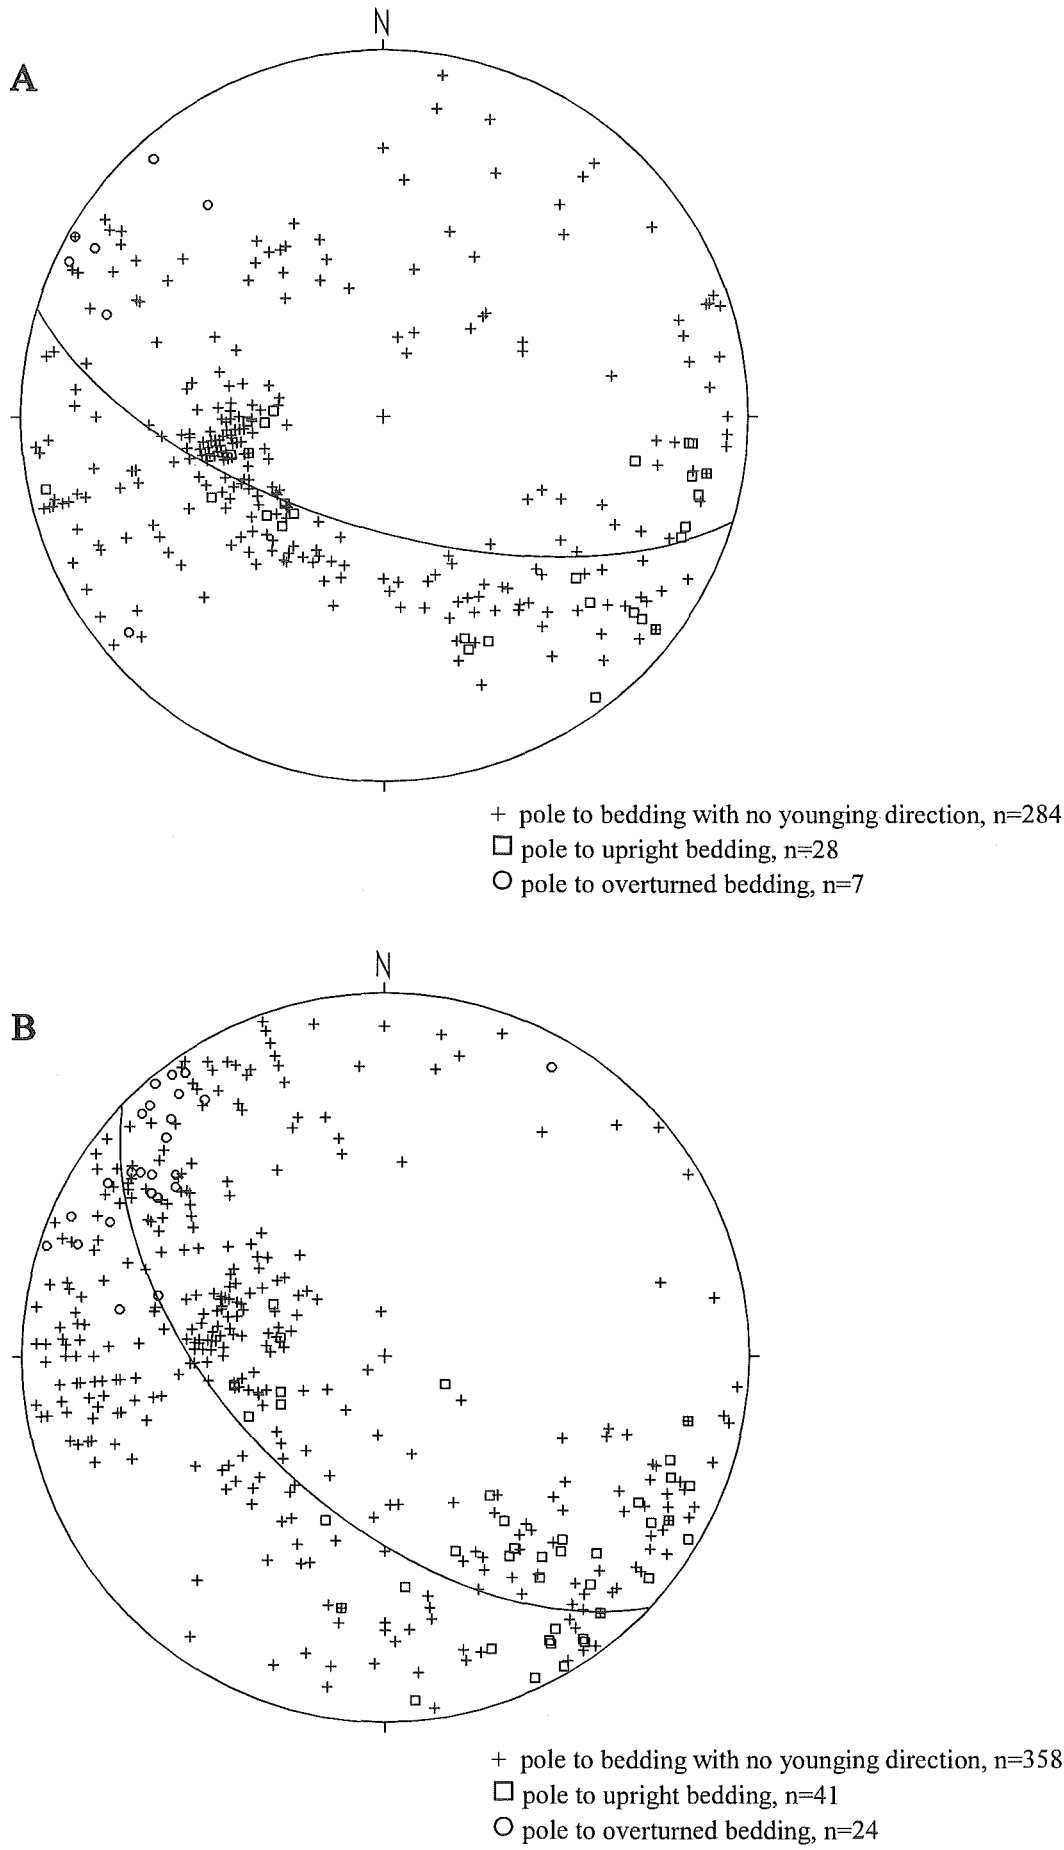 N
A
+ pole to bedding with no younging direction, n=284
□ pole to upright bedding, n=28
○ pole to overturned bedding, n=7
N
B
+ pole to bedding with no younging direction, n=358
□ pole to upright bedding, n=41
○ pole to overturned bedding, n=24